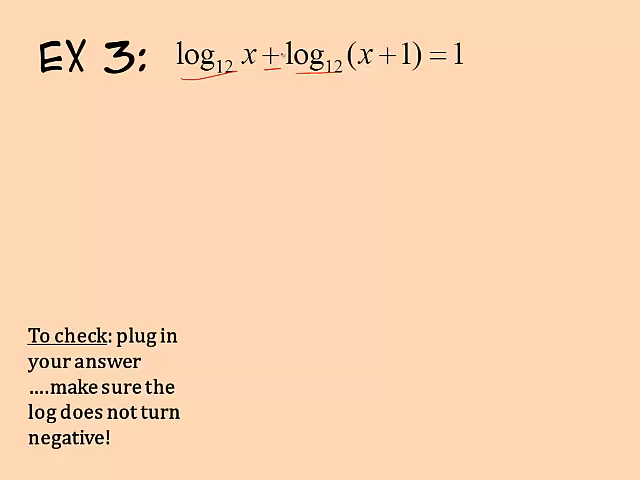 EX 3: log₁₂ x + log₁₂ (x + 1) = 1
To check: plug in
your answer
....make sure the
log does not turn
negative!